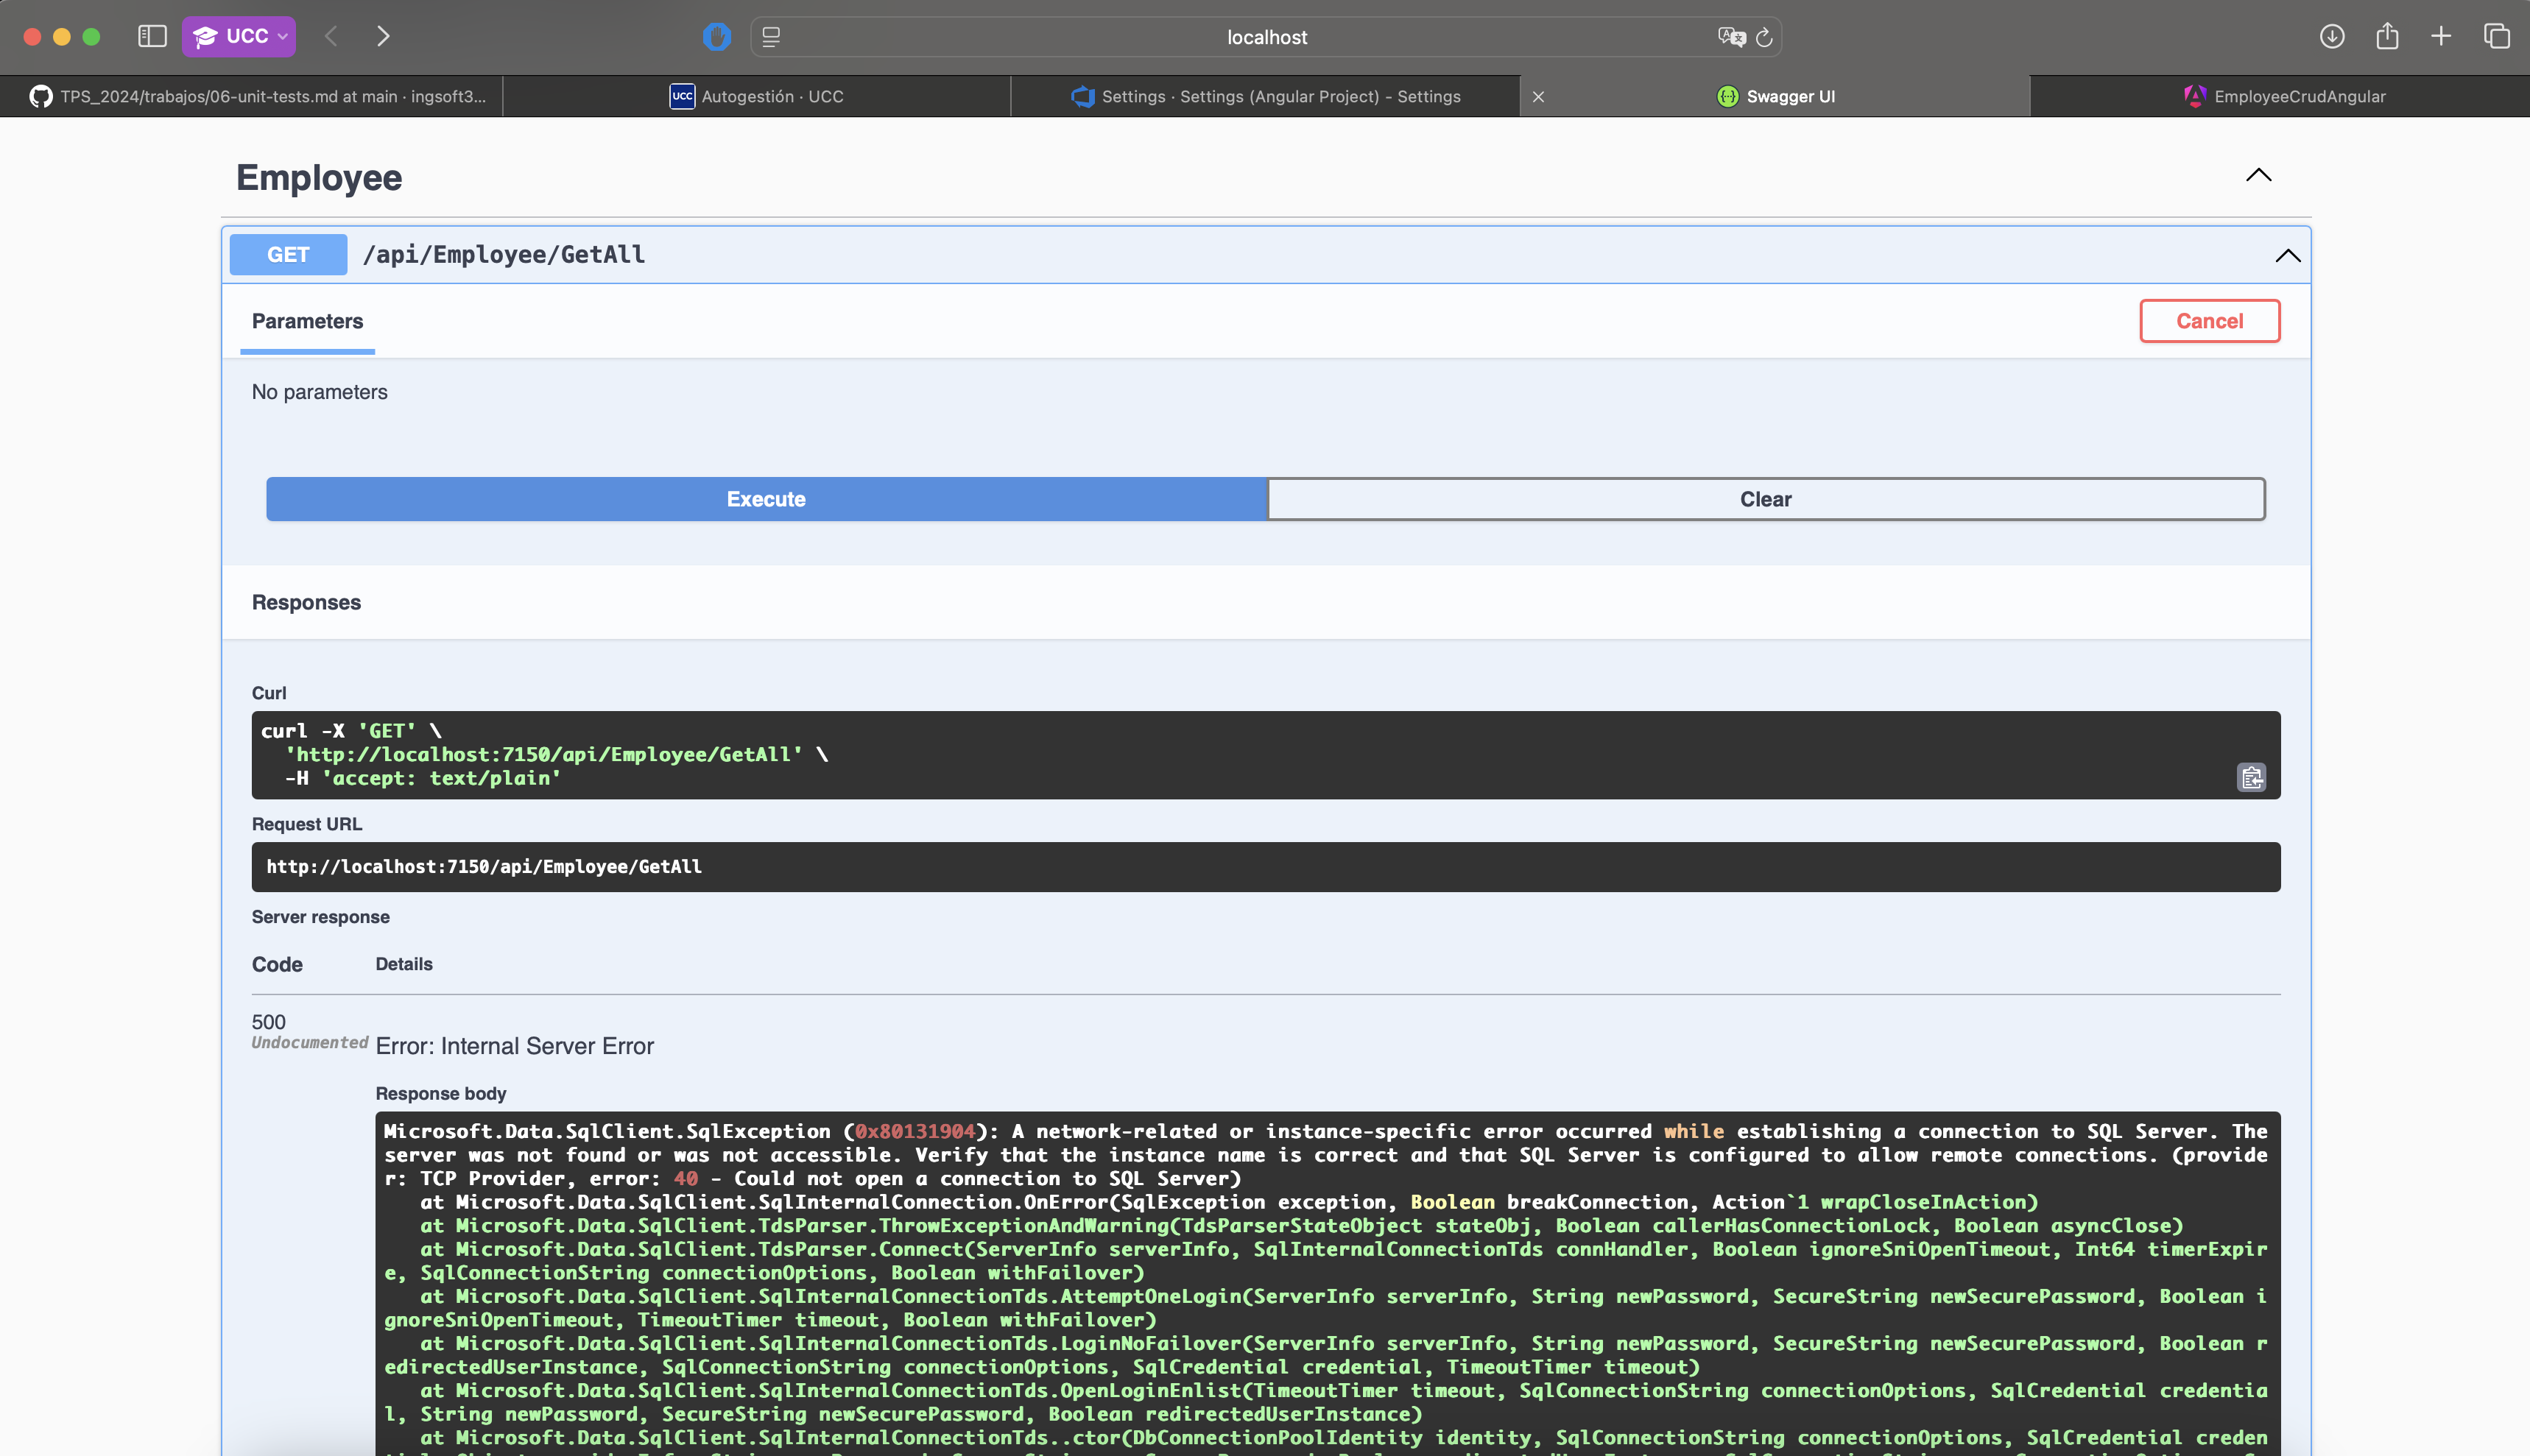 UCC
localhost
TPS_2024/trabajos/06-unit-tests.md at main · ingsoft3...
UCC Autogestión · UCC
Settings · Settings (Angular Project) - Settings
Swagger UI
EmployeeCrudAngular
Employee
GET /api/Employee/GetAll
Parameters
Cancel
No parameters
Execute
Clear
Responses
Curl
curl -X 'GET' \
'http://localhost:7150/api/Employee/GetAll' \
-H 'accept: text/plain'
Request URL
http://localhost:7150/api/Employee/GetAll
Server response
Code Details
500
Undocumented
Error: Internal Server Error
Response body
Microsoft.Data.SqlClient.SqlException (0x80131904): A network-related or instance-specific error occurred while establishing a connection to SQL Server. The
server was not found or was not accessible. Verify that the instance name is correct and that SQL Server is configured to allow remote connections. (provide
r: TCP Provider, error: 40 - Could not open a connection to SQL Server)
at Microsoft.Data.SqlClient.SqlInternalConnection.OnError(SqlException exception, Boolean breakConnection, Action`1 wrapCloseInAction)
at Microsoft.Data.SqlClient.TdsParser.ThrowExceptionAndWarning(TdsParserStateObject stateObj, Boolean callerHasConnectionLock, Boolean asyncClose)
at Microsoft.Data.SqlClient.TdsParser.Connect(ServerInfo serverInfo, SqlInternalConnectionTds connHandler, Boolean ignoreSniOpenTimeout, Int64 timerExpir
e, SqlConnectionString connectionOptions, Boolean withFailover)
at Microsoft.Data.SqlClient.SqlInternalConnectionTds.AttemptOneLogin(ServerInfo serverInfo, String newPassword, SecureString newSecurePassword, Boolean i
gnoreSniOpenTimeout, TimeoutTimer timeout, Boolean withFailover)
at Microsoft.Data.SqlClient.SqlInternalConnectionTds.LoginNoFailover(ServerInfo serverInfo, String newPassword, SecureString newSecurePassword, Boolean r
edirectedUserInstance, SqlConnectionString connectionOptions, SqlCredential credential, TimeoutTimer timeout)
at Microsoft.Data.SqlClient.SqlInternalConnectionTds.OpenLoginEnlist(TimeoutTimer timeout, SqlConnectionString connectionOptions, SqlCredential credentia
l, String newPassword, SecureString newSecurePassword, Boolean redirectedUserInstance)
at Microsoft.Data.SqlClient.SqlInternalConnectionTds..ctor(DbConnectionPoolIdentity identity, SqlConnectionString connectionOptions, SqlCredential creden